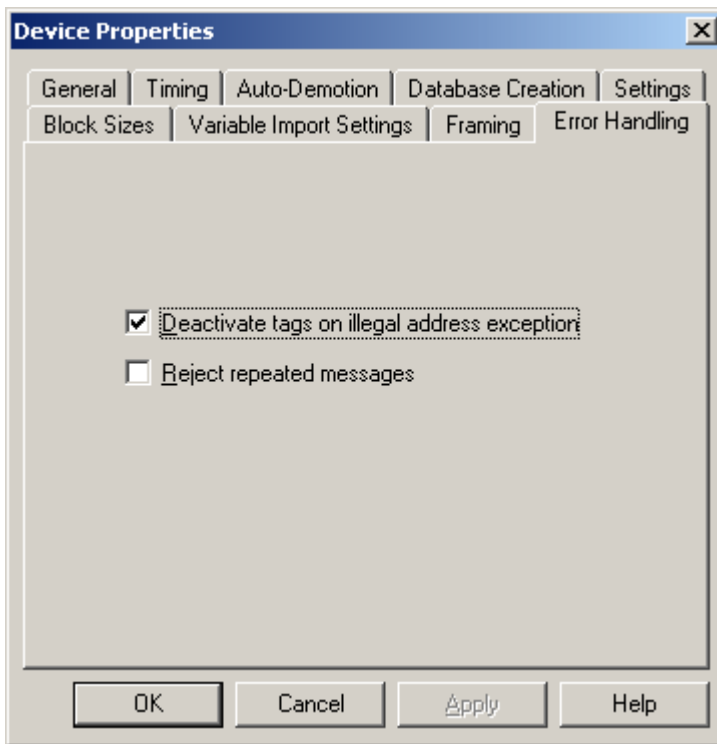 Device Properties
General Timing Auto-Demotion Database Creation Settings
Block Sizes Variable Import Settings Framing Error Handling
Deactivate tags on illegal address exception
Reject repeated messages
OK Cancel Apply Help